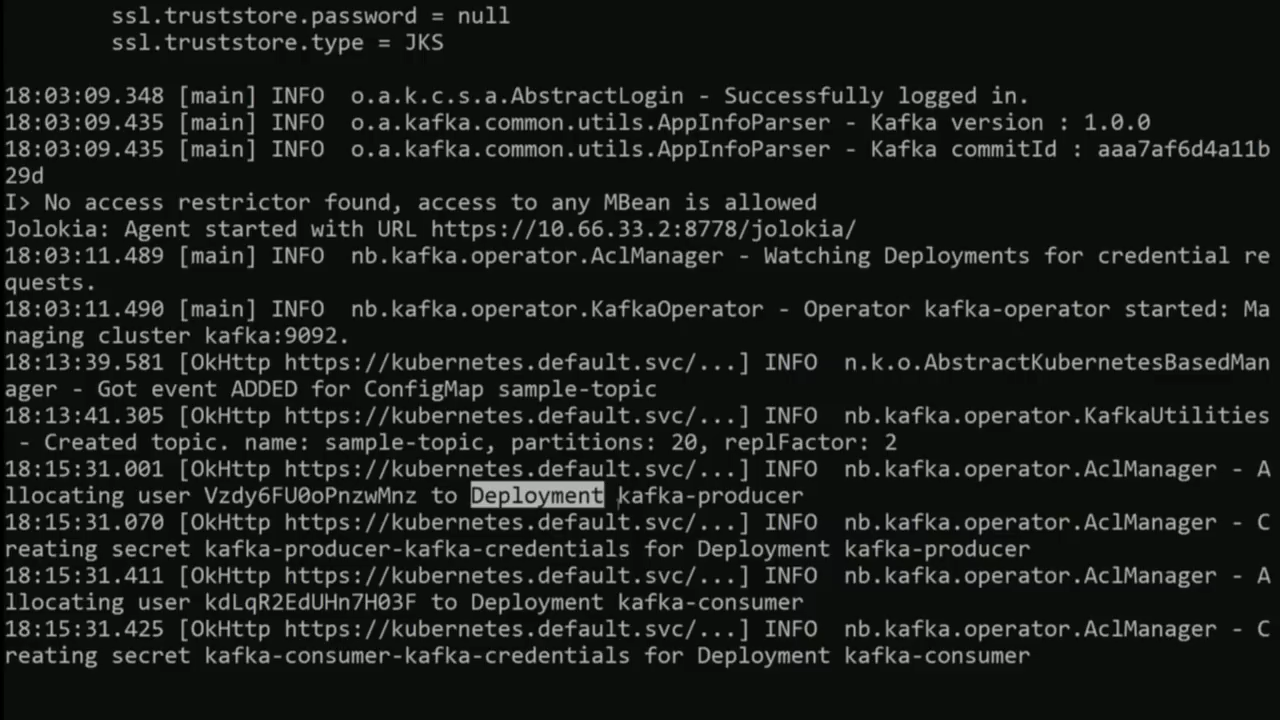 ssl.truststore.password = null
ssl.truststore.type = JKS
18:03:09.348 [main] INFO  o.a.k.c.s.a.AbstractLogin - Successfully logged in.
18:03:09.435 [main] INFO  o.a.kafka.common.utils.AppInfoParser - Kafka version : 1.0.0
18:03:09.435 [main] INFO  o.a.kafka.common.utils.AppInfoParser - Kafka commitId : aaa7af6d4a11b
29d
I> No access restrictor found, access to any MBean is allowed
Jolokia: Agent started with URL https://10.66.33.2:8778/jolokia/
18:03:11.489 [main] INFO  nb.kafka.operator.AclManager - Watching Deployments for credential re
quests.
18:03:11.490 [main] INFO  nb.kafka.operator.KafkaOperator - Operator kafka-operator started: Ma
naging cluster kafka:9092.
18:13:39.581 [OkHttp https://kubernetes.default.svc/...] INFO  n.k.o.AbstractKubernetesBasedMan
ager - Got event ADDED for ConfigMap sample-topic
18:13:41.305 [OkHttp https://kubernetes.default.svc/...] INFO  nb.kafka.operator.KafkaUtilities
 - Created topic. name: sample-topic, partitions: 20, replFactor: 2
18:15:31.001 [OkHttp https://kubernetes.default.svc/...] INFO  nb.kafka.operator.AclManager - A
llocating user Vzdy6FU0oPnzwMnz to Deployment kafka-producer
18:15:31.070 [OkHttp https://kubernetes.default.svc/...] INFO  nb.kafka.operator.AclManager - C
reating secret kafka-producer-kafka-credentials for Deployment kafka-producer
18:15:31.411 [OkHttp https://kubernetes.default.svc/...] INFO  nb.kafka.operator.AclManager - A
llocating user kdLqR2EdUHn7H03F to Deployment kafka-consumer
18:15:31.425 [OkHttp https://kubernetes.default.svc/...] INFO  nb.kafka.operator.AclManager - C
reating secret kafka-consumer-kafka-credentials for Deployment kafka-consumer